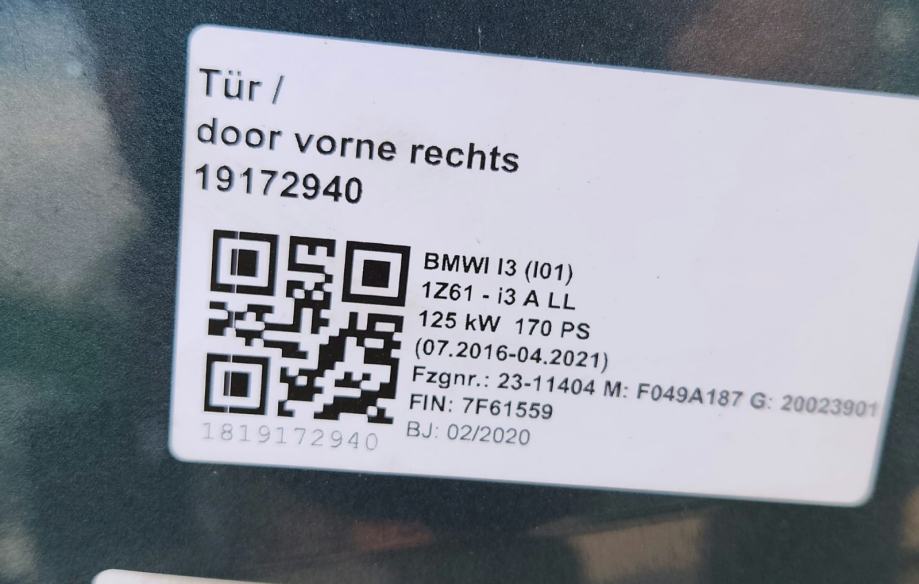 Tür /
door vorne rechts
19172940
BMWI I3 (I01)
1Z61 - i3 A LL
125 kW 170 PS
(07.2016-04.2021)
Fzgnr.: 23-11404 M: F049A187 G: 20023901
FIN: 7F61559
BJ: 02/2020
1819172940